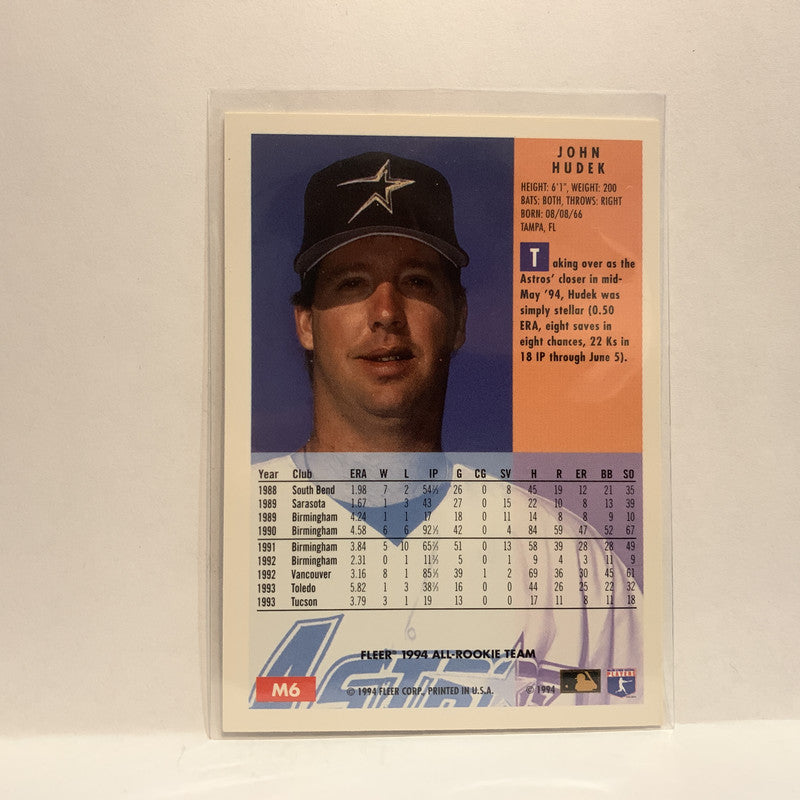 JOHN
HUDEK
HEIGHT: 6'1", WEIGHT: 200
BATS: BOTH, THROWS: RIGHT
BORN: 08/08/66
TAMPA, FL
Taking over as the
Astros' closer in mid-
May '94, Hudek was
simply stellar (0.50
ERA, eight saves in
eight chances, 22 Ks in
18 IP through June 5).
Year Club ERA W L IP G CG SV H R ER BB SO
1988 South Bend 1.98 7 2 54⅓ 26 0 8 45 19 12 21 35
1989 Sarasota 1.67 1 3 43 27 0 15 22 10 8 13 39
1989 Birmingham 4.24 1 1 17 18 0 11 14 8 8 9 10
1990 Birmingham 4.58 6 6 92⅓ 42 0 4 84 59 47 52 67
1991 Birmingham 3.84 5 10 65⅔ 51 0 13 58 39 28 28 49
1992 Birmingham 2.31 0 1 11⅔ 5 0 1 9 4 3 11 9
1992 Vancouver 3.16 8 1 85⅓ 39 1 2 69 36 30 45 61
1993 Toledo 5.82 1 3 38⅔ 16 0 0 44 26 25 22 32
1993 Tucson 3.79 3 1 19 13 0 0 17 11 8 11 18
FLEER® 1994 ALL-ROOKIE TEAM
M6
© 1994 FLEER CORP. PRINTED IN U.S.A.
© 1994
PLAYERS